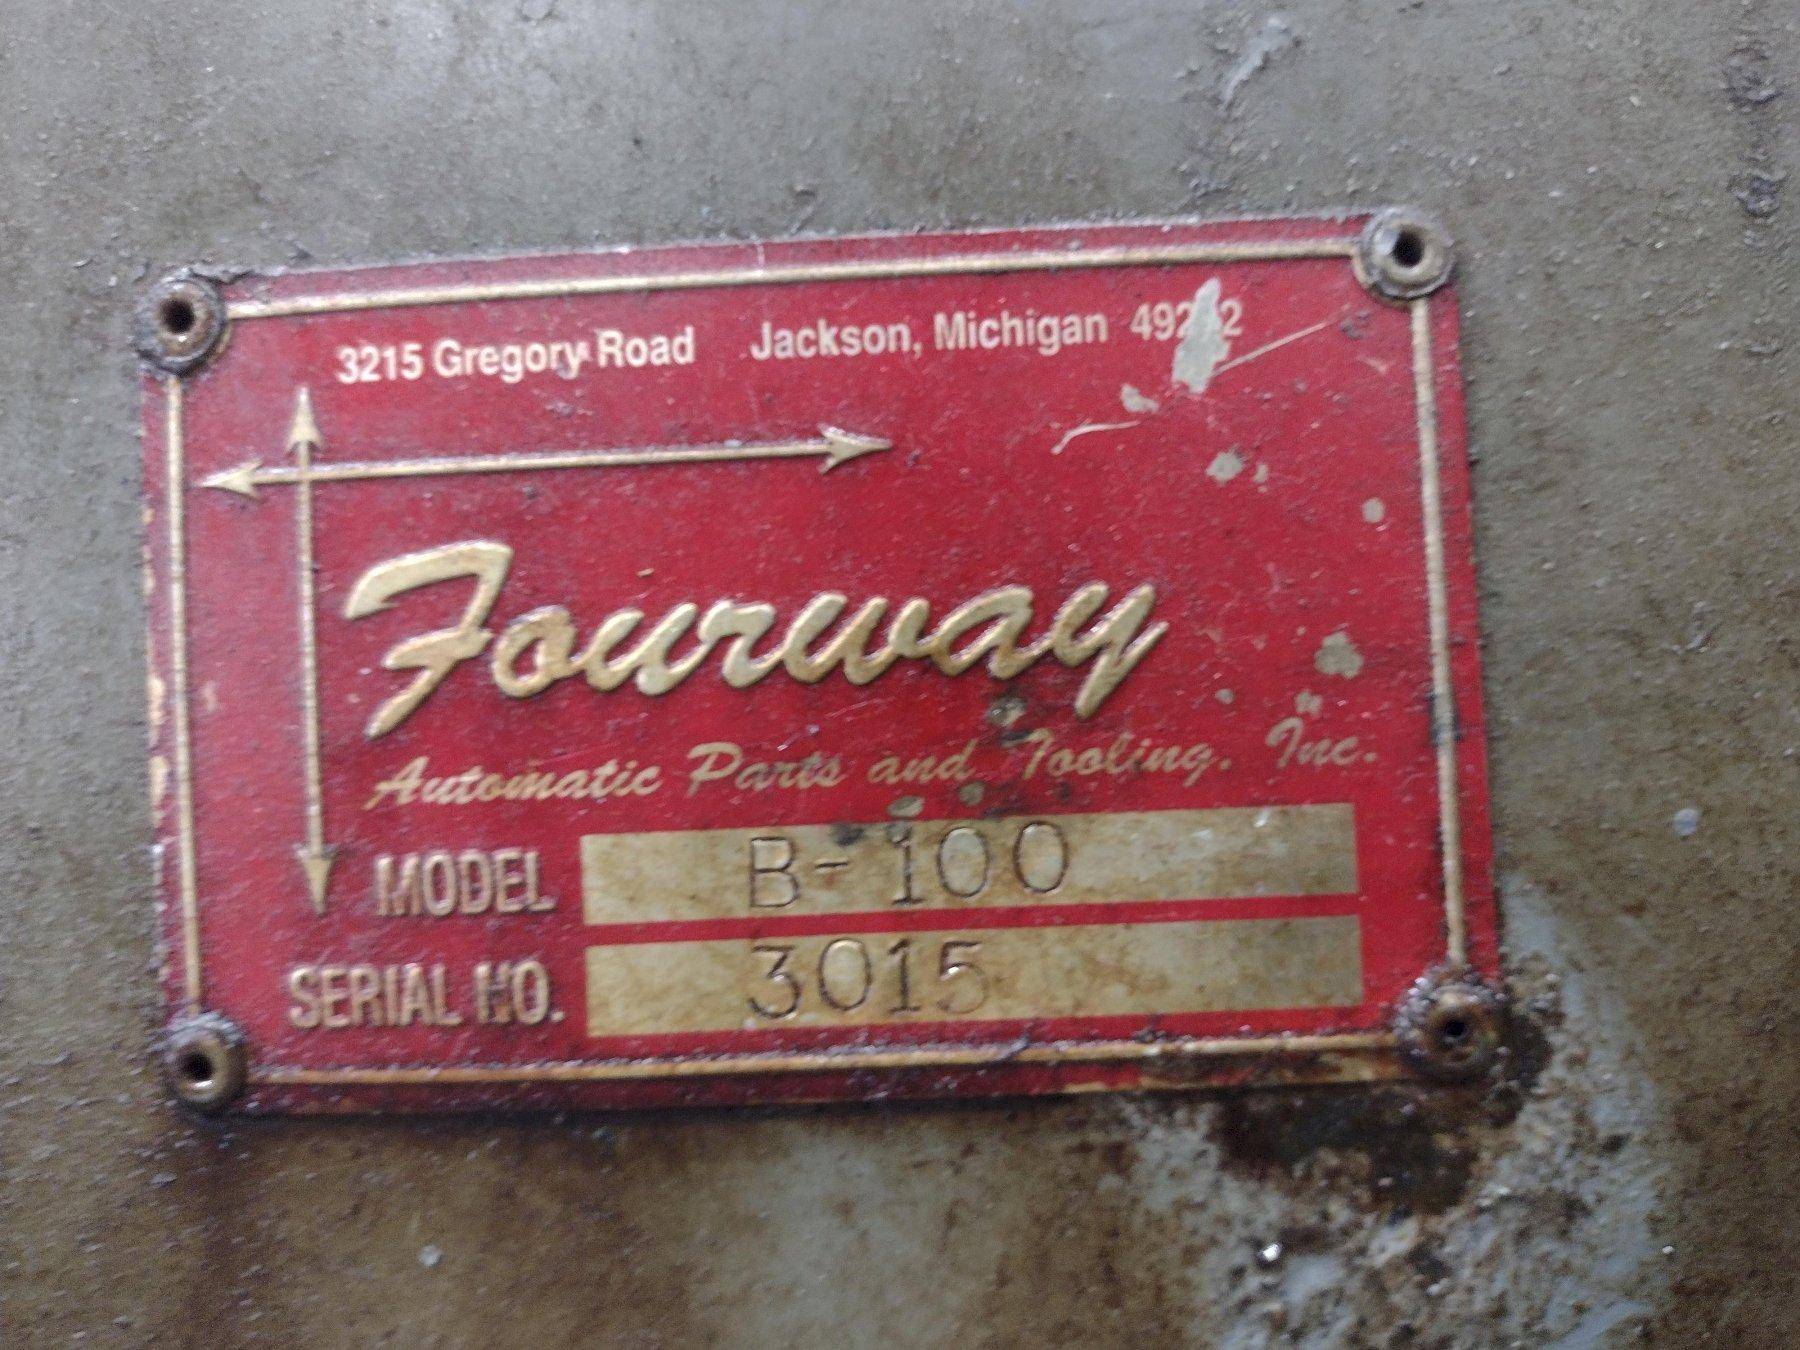 3215 Gregory Road Jackson, Michigan
Fourway
Automatic Parts and Tooling, Inc.
MODEL B-100
SERIAL NO. 3015